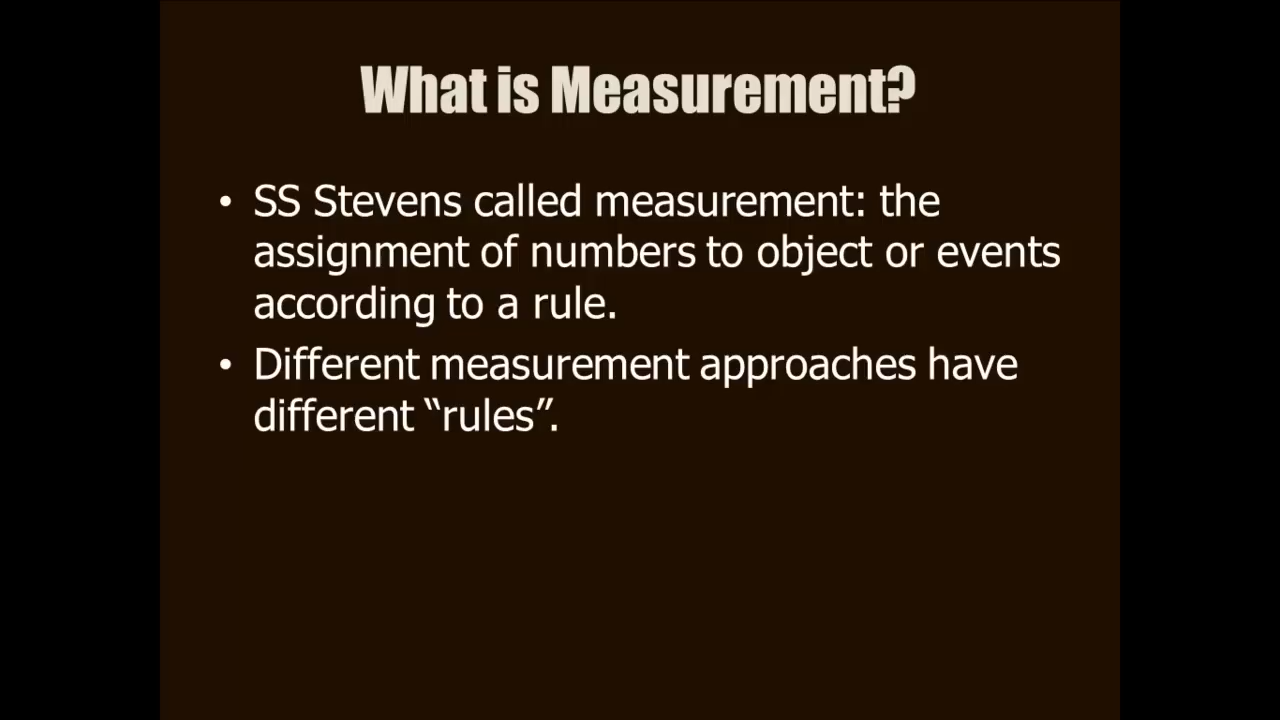 What is Measurement?
• SS Stevens called measurement: the
assignment of numbers to object or events
according to a rule.
• Different measurement approaches have
different “rules”.